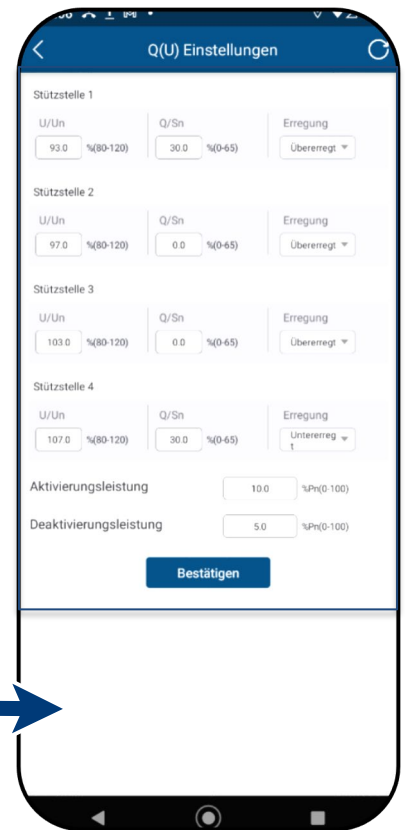 Q(U) Einstellungen
Stützstelle 1
U/Un Q/Sn Erregung
93.0 %(80-120) 30.0 %(0-65) Übererregt
Stützstelle 2
U/Un Q/Sn Erregung
97.0 %(80-120) 0.0 %(0-65) Übererregt
Stützstelle 3
U/Un Q/Sn Erregung
103.0 %(80-120) 0.0 %(0-65) Übererregt
Stützstelle 4
U/Un Q/Sn Erregung
107.0 %(80-120) 30.0 %(0-65) Untererreg
t
Aktivierungsleistung 10.0 %Pn(0-100)
Deaktivierungsleistung 5.0 %Pn(0-100)
Bestätigen